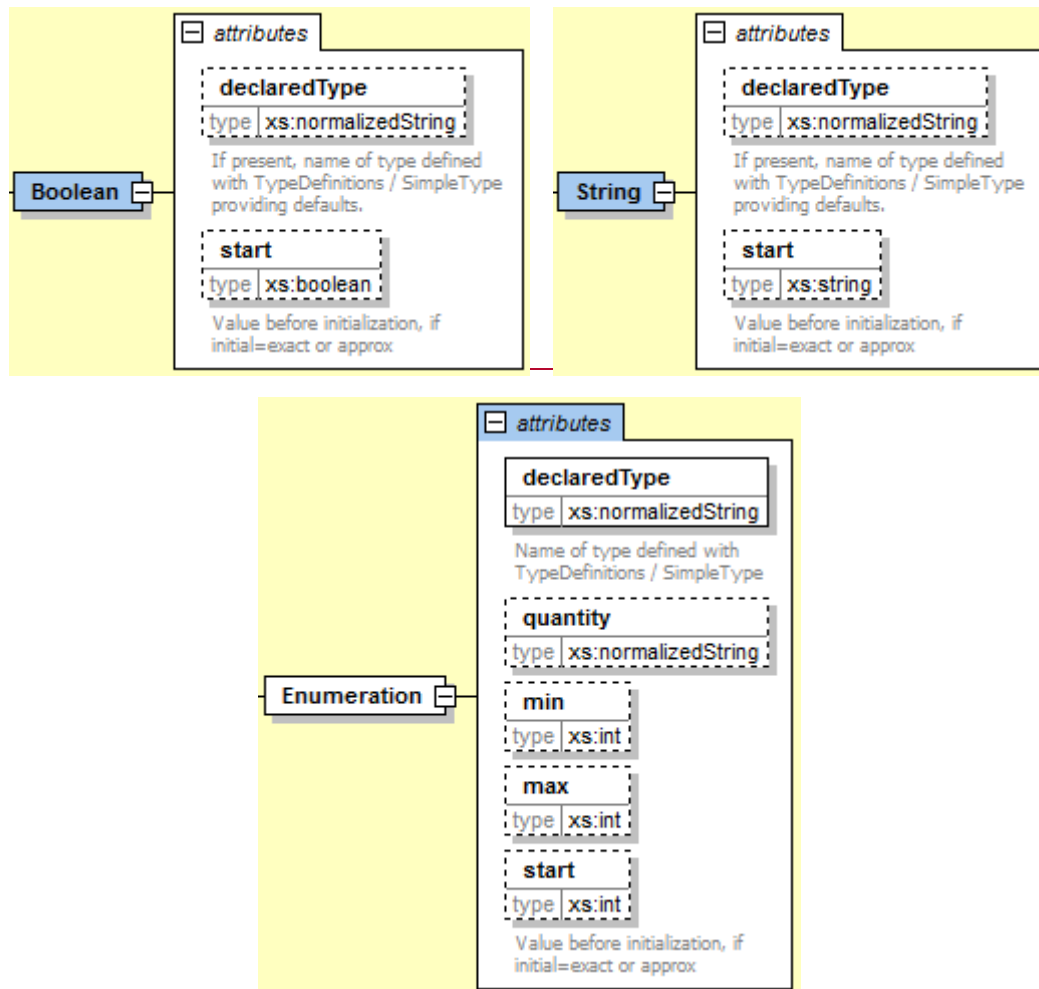 attributes
declaredType
type xs:normalizedString
If present, name of type defined
with TypeDefinitions / SimpleType
providing defaults.
Boolean
start
type xs:boolean
Value before initialization, if
initial=exact or approx
attributes
declaredType
type xs:normalizedString
If present, name of type defined
with TypeDefinitions / SimpleType
providing defaults.
String
start
type xs:string
Value before initialization, if
initial=exact or approx
attributes
declaredType
type xs:normalizedString
Name of type defined with
TypeDefinitions / SimpleType
quantity
type xs:normalizedString
Enumeration
min
type xs:int
max
type xs:int
start
type xs:int
Value before initialization, if
initial=exact or approx